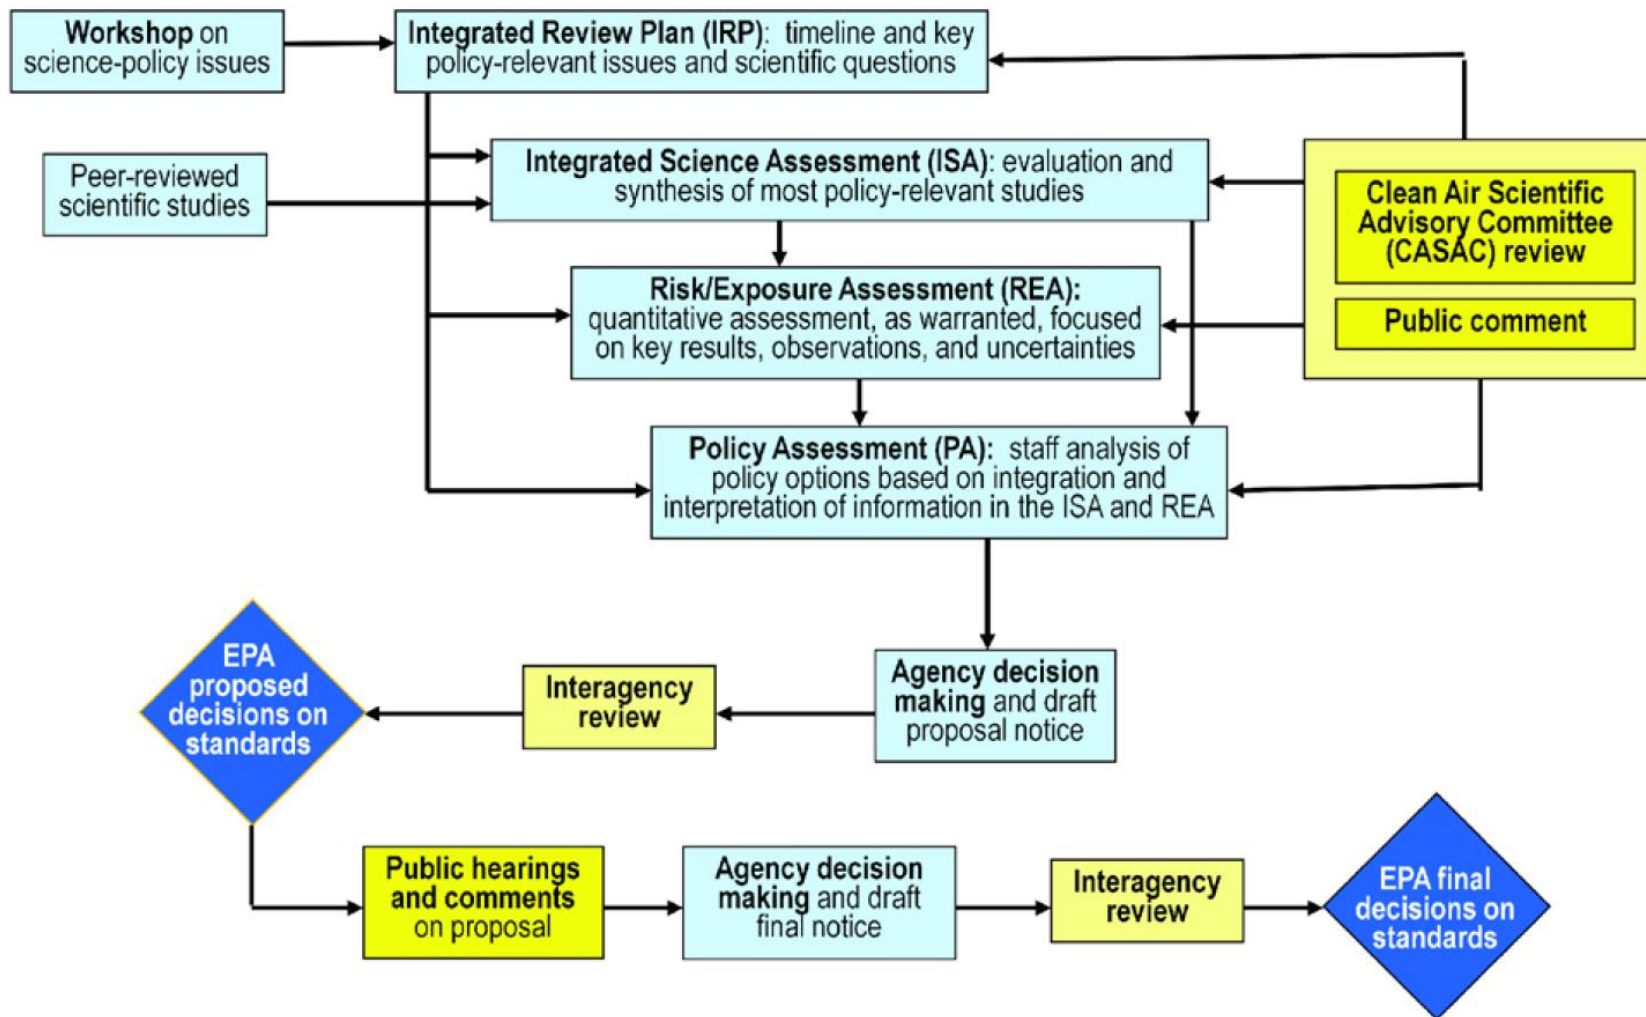 Workshop on
science-policy issues
Integrated Review Plan (IRP): timeline and key
policy-relevant issues and scientific questions
Peer-reviewed
scientific studies
Integrated Science Assessment (ISA): evaluation and
synthesis of most policy-relevant studies
Clean Air Scientific
Advisory Committee
(CASAC) review
Public comment
Risk/Exposure Assessment (REA):
quantitative assessment, as warranted, focused
on key results, observations, and uncertainties
Policy Assessment (PA): staff analysis of
policy options based on integration and
interpretation of information in the ISA and REA
Agency decision
making and draft
proposal notice
Interagency
review
EPA
proposed
decisions on
standards
Public hearings
and comments
on proposal
Agency decision
making and draft
final notice
Interagency
review
EPA final
decisions on
standards